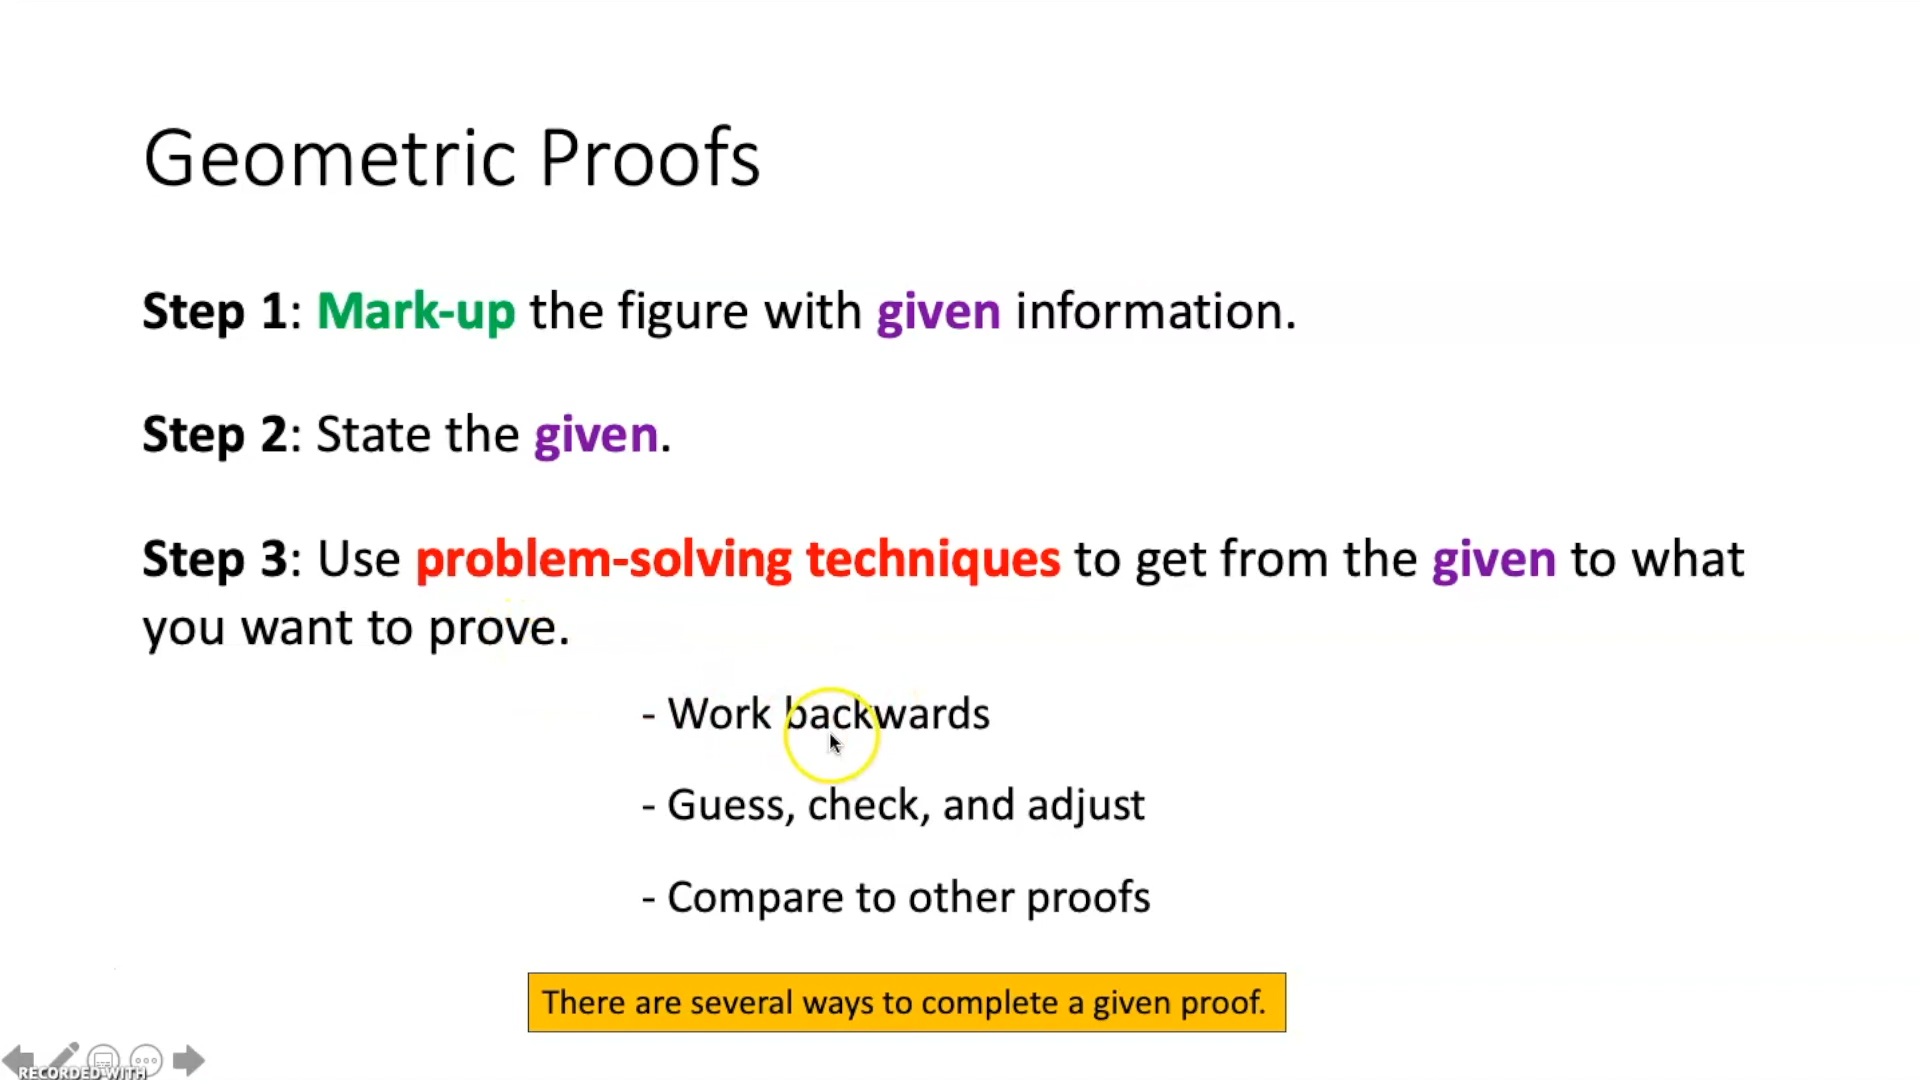 Geometric Proofs
Step 1: Mark-up the figure with given information.
Step 2: State the given.
Step 3: Use problem-solving techniques to get from the given to what
you want to prove.
- Work backwards
- Guess, check, and adjust
- Compare to other proofs
There are several ways to complete a given proof.
RECORDED WITH